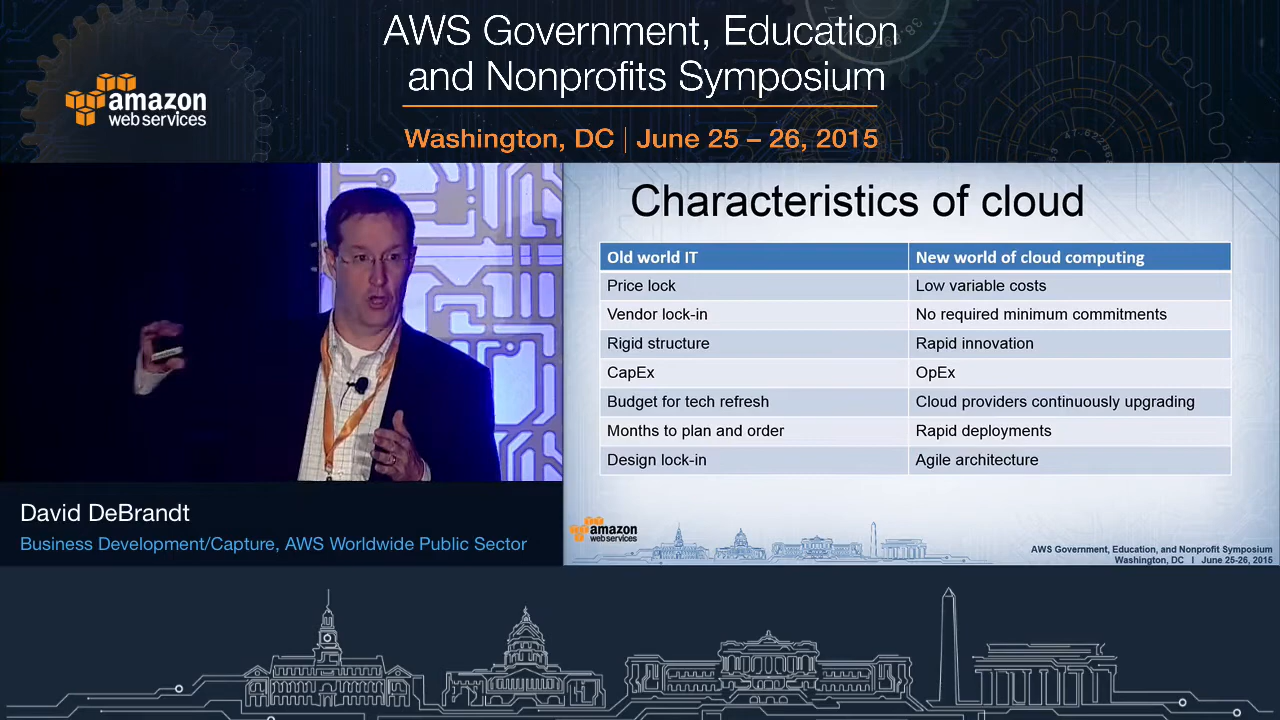 AWS Government, Education
and Nonprofits Symposium
amazon
web services
Washington, DC | June 25 – 26, 2015
Characteristics of cloud
Old world IT New world of cloud computing
Price lock Low variable costs
Vendor lock-in No required minimum commitments
Rigid structure Rapid innovation
CapEx OpEx
Budget for tech refresh Cloud providers continuously upgrading
Months to plan and order Rapid deployments
Design lock-in Agile architecture
David DeBrandt
Business Development/Capture, AWS Worldwide Public Sector
amazon
web services
AWS Government, Education, and Nonprofit Symposium
Washington, DC | June 25-26, 2015